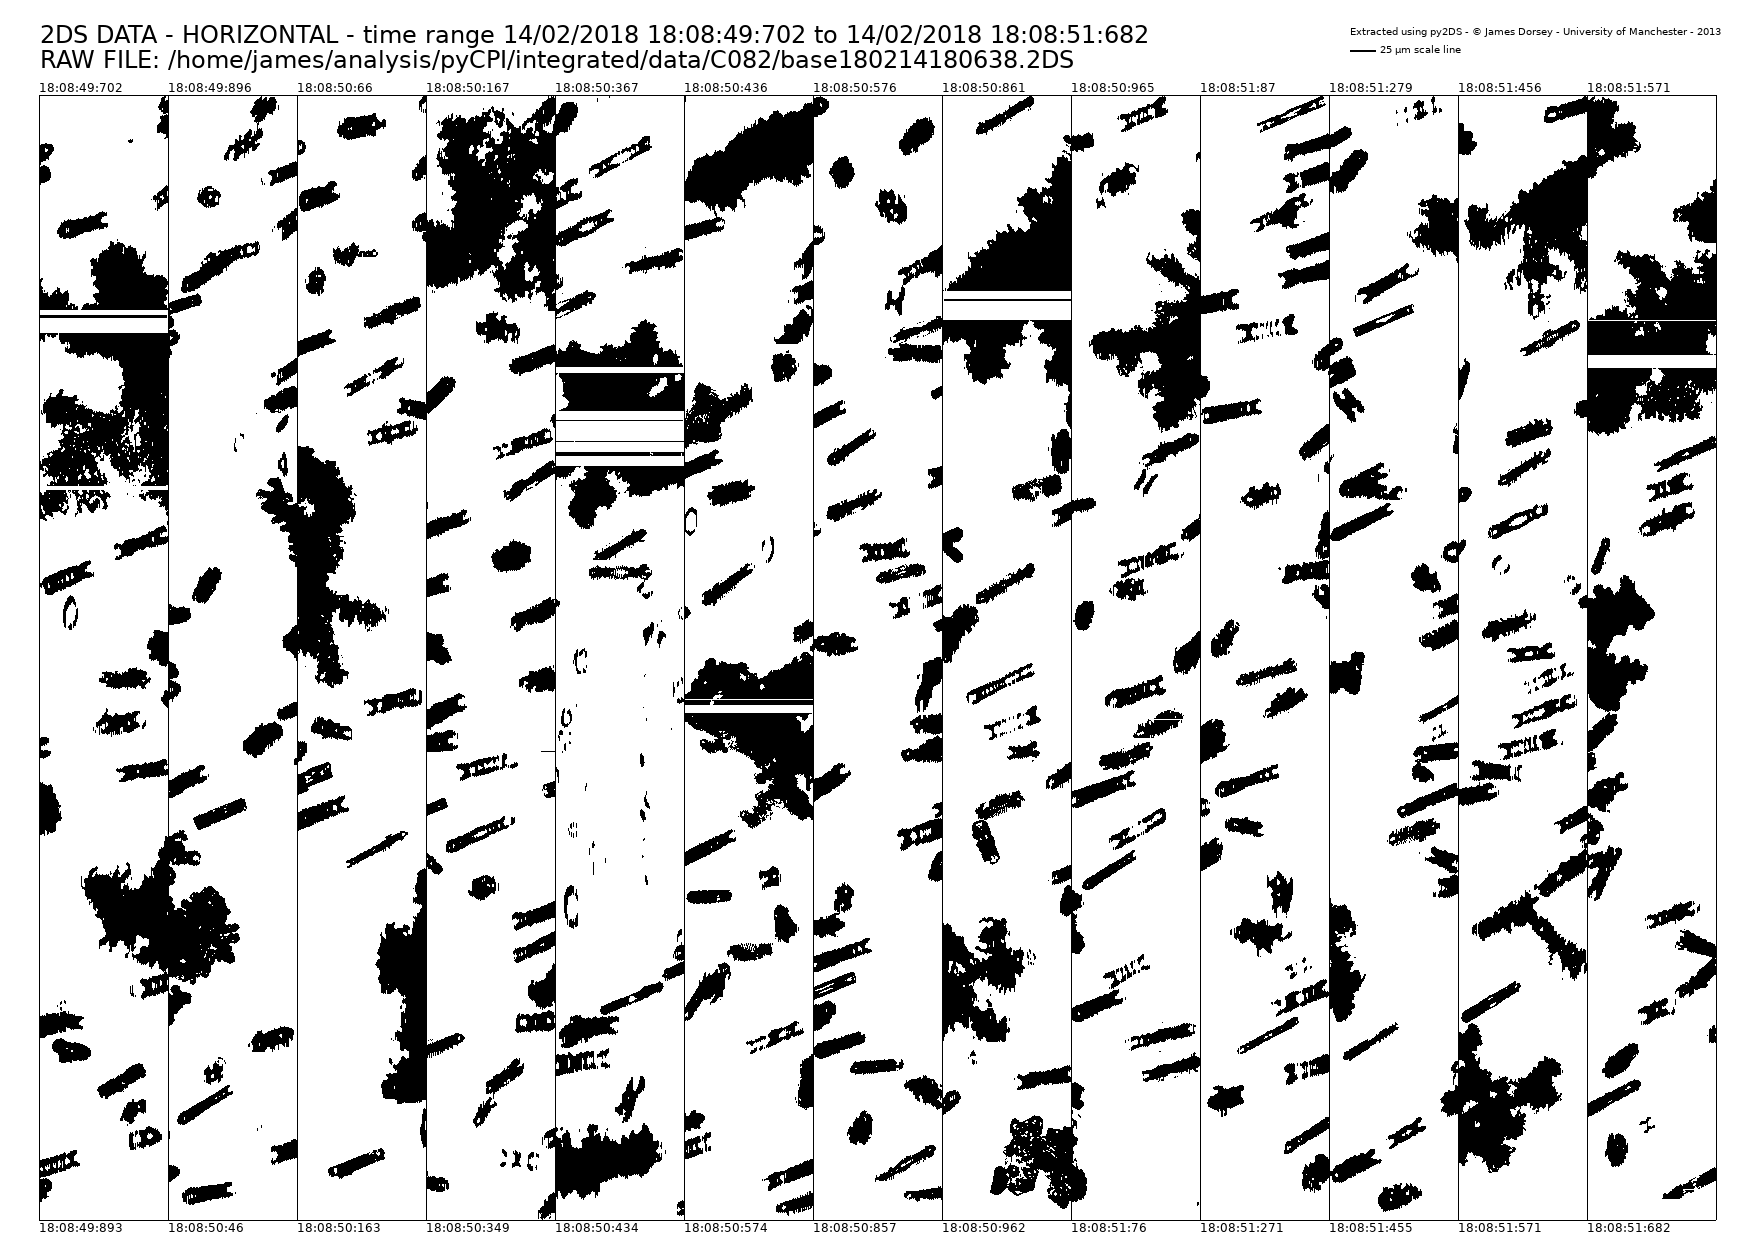 2DS DATA - HORIZONTAL - time range 14/02/2018 18:08:49:702 to 14/02/2018 18:08:51:682
RAW FILE: /home/james/analysis/pyCPI/integrated/data/C082/base180214180638.2DS
Extracted using py2DS - © James Dorsey - University of Manchester - 2013
25 µm scale line
18:08:49:702 18:08:49:896 18:08:50:66 18:08:50:167 18:08:50:367 18:08:50:436 18:08:50:576 18:08:50:861 18:08:50:965 18:08:51:87 18:08:51:279 18:08:51:456 18:08:51:571
18:08:49:893 18:08:50:46 18:08:50:163 18:08:50:349 18:08:50:434 18:08:50:574 18:08:50:857 18:08:50:962 18:08:51:76 18:08:51:271 18:08:51:455 18:08:51:571 18:08:51:682